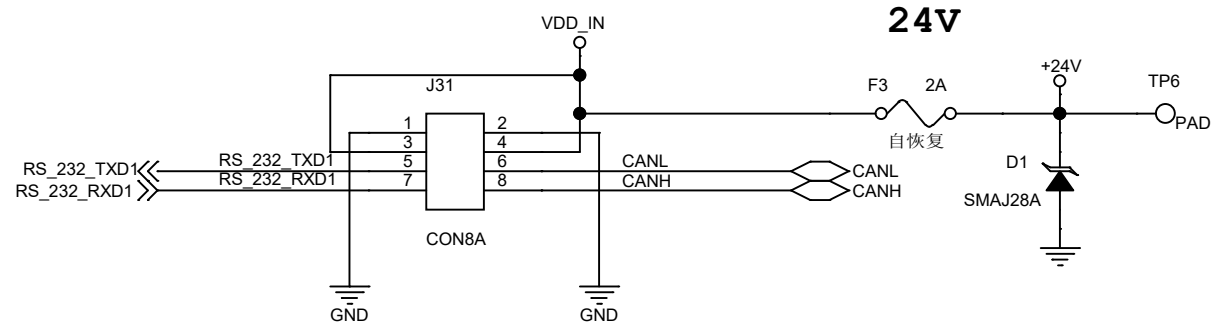 24V
VDD_IN
+24V
J31
F3 2A
TP6
1 2
PAD
3 4
自恢复
RS_232_TXD1 RS_232_TXD1 5 6 CANL CANL
D1
RS_232_RXD1 RS_232_RXD1 7 8 CANH CANH
SMAJ28A
CON8A
GND GND